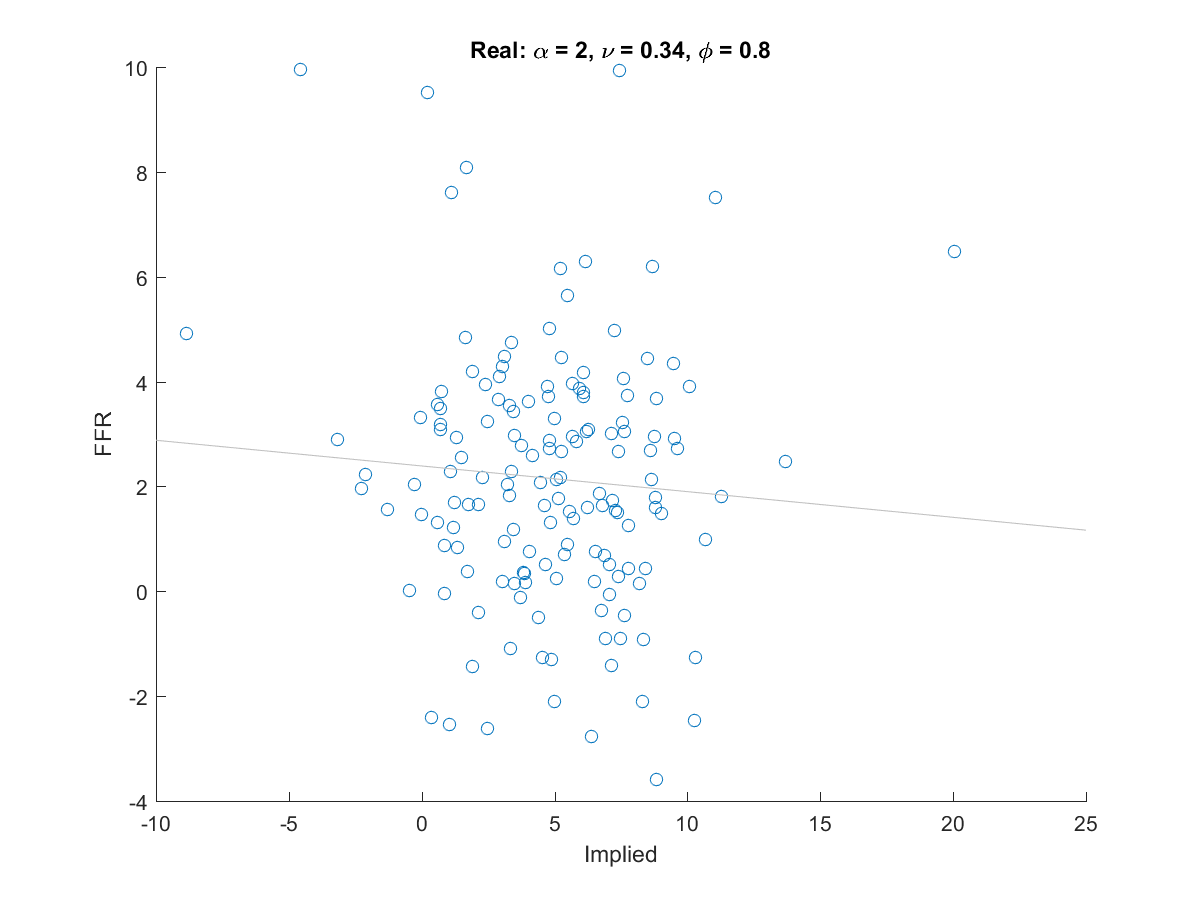 Real: α = 2, ν = 0.34, ϕ = 0.8
10
8
6
4
2
0
-2
-4
FFR
-10 -5 0 5 10 15 20 25
Implied